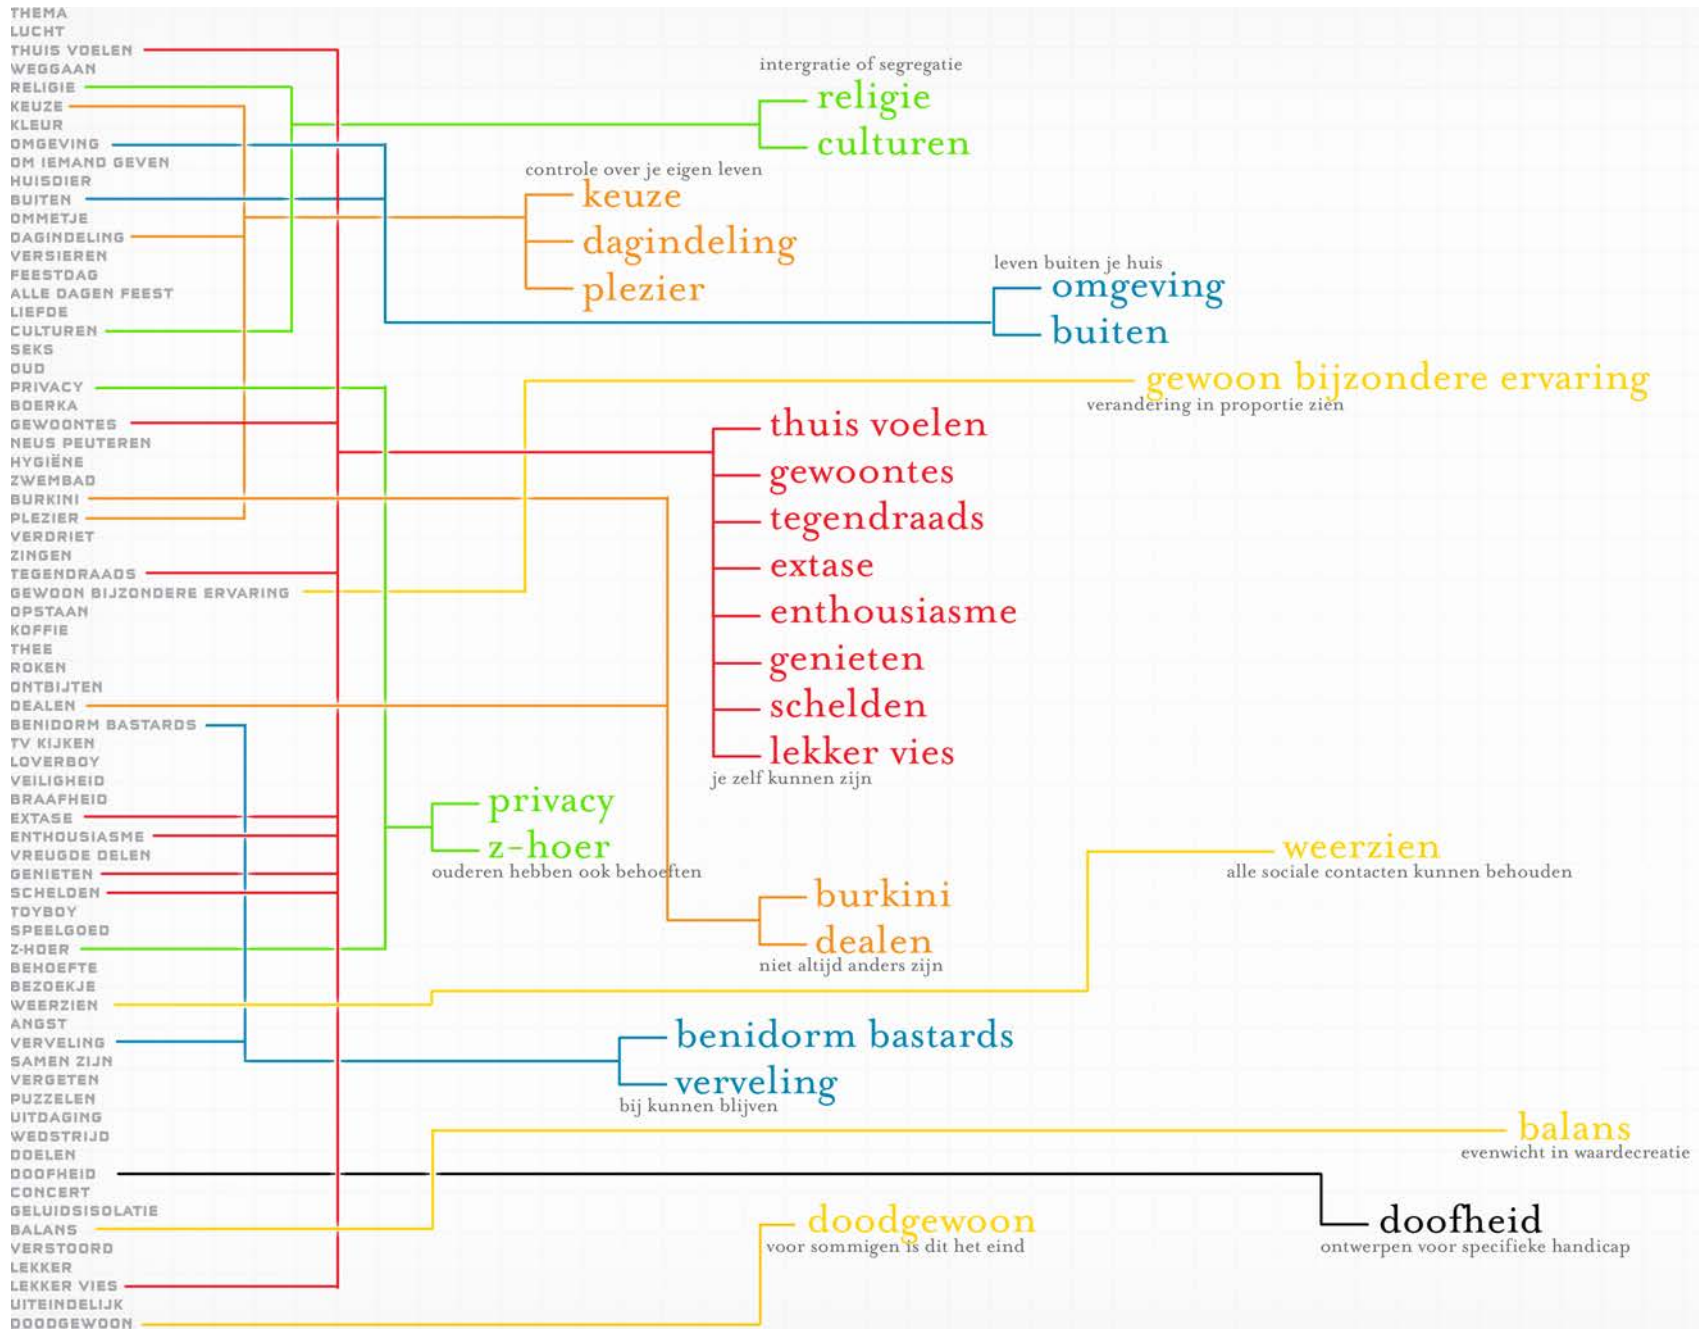 THEMA
LUCHT
THUIS VOELEN
WEGGAAN
RELIGIE
KEUZE
KLEUR
OMGEVING
OM IEMAND GEVEN
HUISDIER
BUITEN
OMMETJE
DAGINDELING
VERSIEREN
FEESTDAG
ALLE DAGEN FEEST
LIEFDE
CULTUREN
SEKS
OUD
PRIVACY
BOERKA
GEWOONTES
NEUS PEUTEREN
HYGIËNE
ZWEMBAD
BURKINI
PLEZIER
VERDRIET
ZINGEN
TEGENDRAADS
GEWOON BIJZONDERE ERVARING
OPSTAAN
KOFFIE
THEE
ROKEN
ONTBIJTEN
DEALEN
BENIDORM BASTARDS
TV KIJKEN
LOVERBOY
VEILIGHEID
BRAAFHEID
EXTASE
ENTHOUSIASME
VREUGDE DELEN
GENIETEN
SCHELDEN
TOYBOY
SPEELGOED
Z-HOER
BEHOEFTE
BEZOEKJE
WEERZIEN
ANGST
VERVELING
SAMEN ZIJN
VERGETEN
PUZZELEN
UITDAGING
WEDSTRIJD
DOELEN
DOOFHEID
CONCERT
GELUIDSISOLATIE
BALANS
VERSTOORD
LEKKER
LEKKER VIES
UITEINDELIJK
DOODGEWOON
intergratie of segregatie
religie
culturen
controle over je eigen leven
keuze
dagindeling
plezier
leven buiten je huis
omgeving
buiten
gewoon bijzondere ervaring
verandering in proportie zien
thuis voelen
gewoontes
tegendraads
extase
enthousiasme
genieten
schelden
lekker vies
je zelf kunnen zijn
privacy
z-hoer
ouderen hebben ook behoeften
weerzien
alle sociale contacten kunnen behouden
burkini
dealen
niet altijd anders zijn
benidorm bastards
verveling
bij kunnen blijven
balans
evenwicht in waardecreatie
doodgewoon
voor sommigen is dit het eind
doofheid
ontwerpen voor specifieke handicap